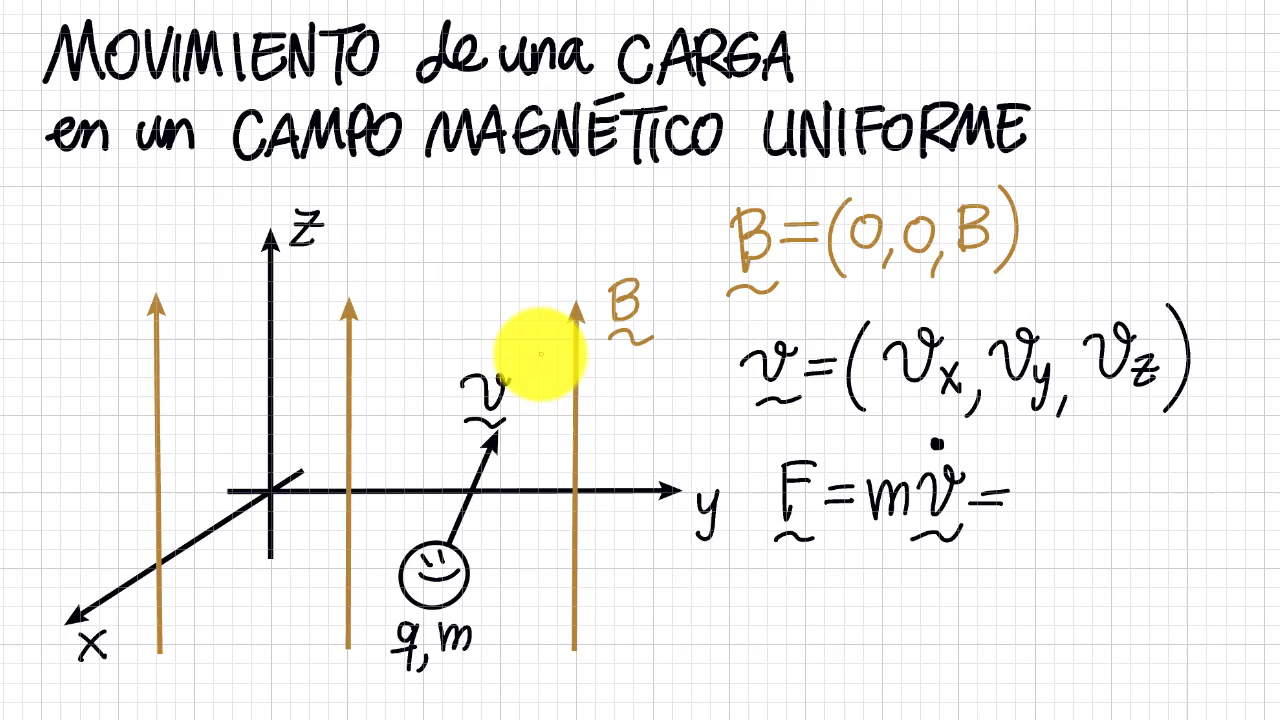 MOVIMIENTO de una CARGA
en un CAMPO MAGNÉTICO UNIFORME
z
B
v
y
x
q, m
B = (0, 0, B)
v = (vx, vy, vz)
F = mv̇ =